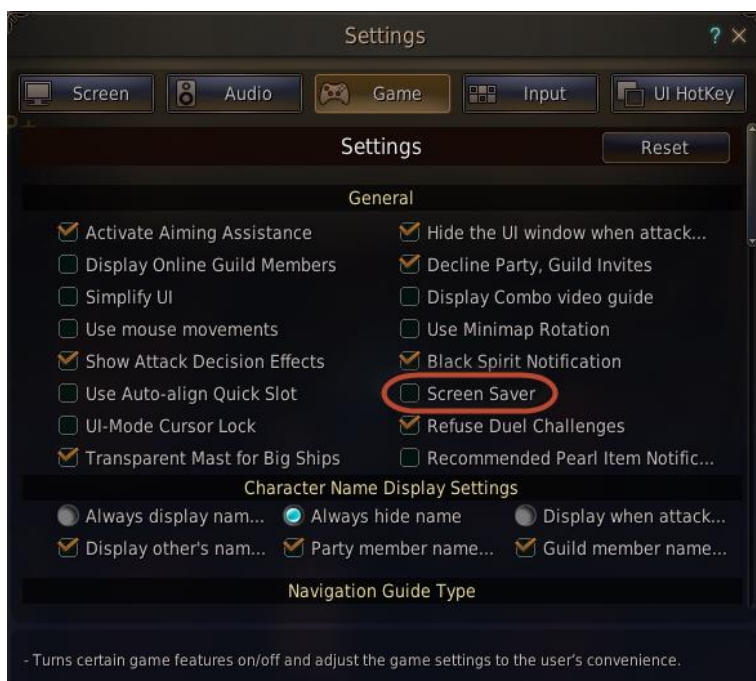 Settings
? ×
Screen Audio Game Input UI HotKey
Settings Reset
General
Activate Aiming Assistance Hide the UI window when attack...
Display Online Guild Members Decline Party, Guild Invites
Simplify UI Display Combo video guide
Use mouse movements Use Minimap Rotation
Show Attack Decision Effects Black Spirit Notification
Use Auto-align Quick Slot Screen Saver
UI-Mode Cursor Lock Refuse Duel Challenges
Transparent Mast for Big Ships Recommended Pearl Item Notific...
Character Name Display Settings
Always display nam... Always hide name Display when attack...
Display other's nam... Party member name... Guild member name...
Navigation Guide Type
- Turns certain game features on/off and adjust the game settings to the user's convenience.